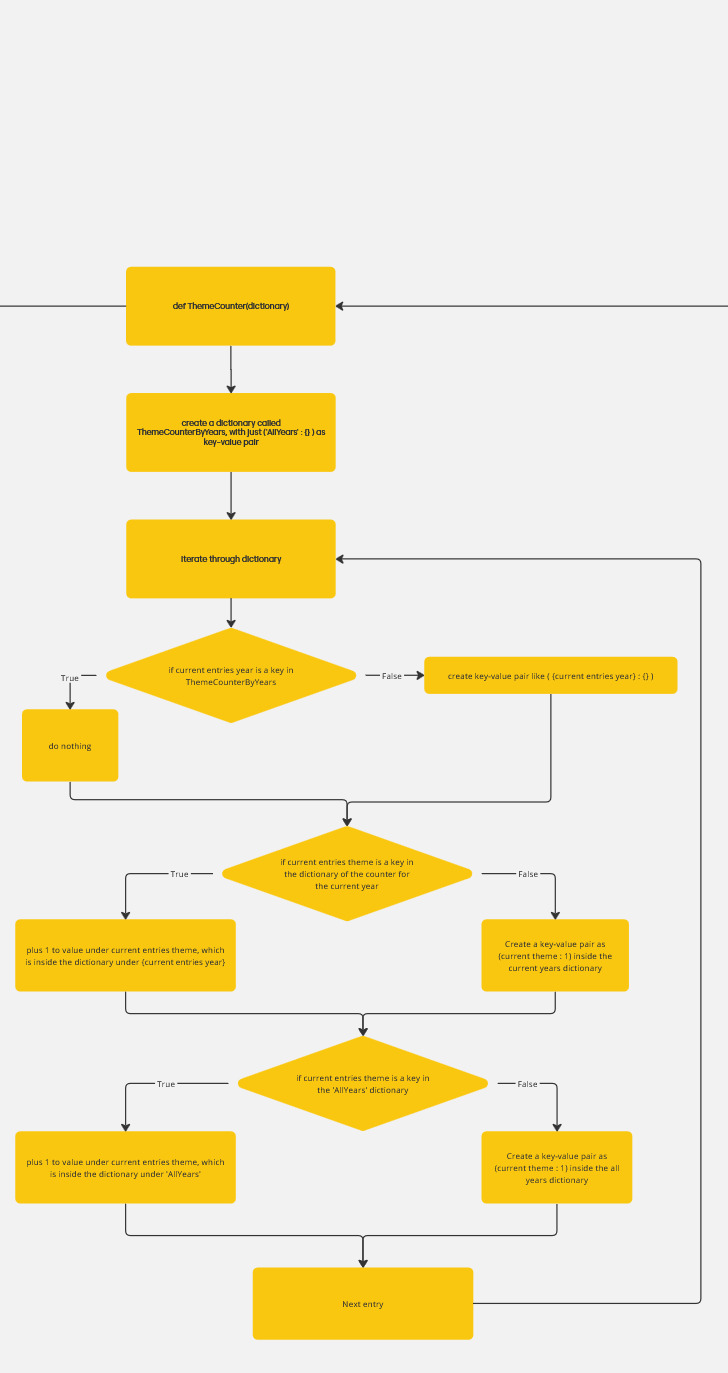 def ThemeCounter(dictionary)
create a dictionary called
ThemeCounterByYears, with just ('AllYears' : {} ) as
key-value pair
Iterate through dictionary
if current entries year is a key in
ThemeCounterByYears
True
False
create key-value pair like ( {current entries year} : {} )
do nothing
if current entries theme is a key in
the dictionary of the counter for
the current year
True
False
plus 1 to value under current entries theme, which
is inside the dictionary under {current entries year}
Create a key-value pair as
(current theme : 1) inside the
current years dictionary
if current entries theme is a key in
the 'AllYears' dictionary
True
False
plus 1 to value under current entries theme, which
is inside the dictionary under 'AllYears'
Create a key-value pair as
(current theme : 1) inside the all
years dictionary
Next entry